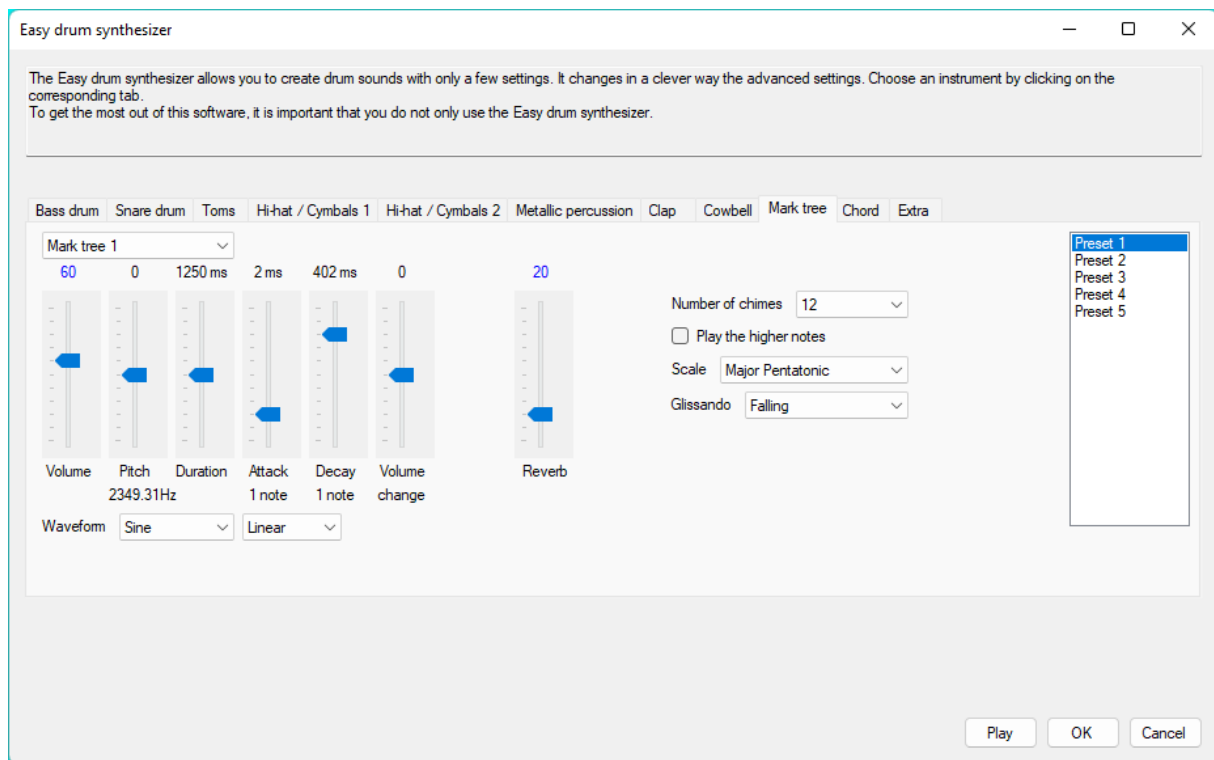 Easy drum synthesizer
The Easy drum synthesizer allows you to create drum sounds with only a few settings. It changes in a clever way the advanced settings. Choose an instrument by clicking on the
corresponding tab.
To get the most out of this software, it is important that you do not only use the Easy drum synthesizer.
Bass drum Snare drum Toms Hi-hat / Cymbals 1 Hi-hat / Cymbals 2 Metallic percussion Clap Cowbell Mark tree Chord Extra
Mark tree 1
60 0 1250 ms 2 ms 402 ms 0 20
Volume Pitch Duration Attack Decay Volume Reverb
2349.31Hz 1 note 1 note change
Waveform Sine Linear
Number of chimes 12
Play the higher notes
Scale Major Pentatonic
Glissando Falling
Preset 1
Preset 2
Preset 3
Preset 4
Preset 5
Play OK Cancel